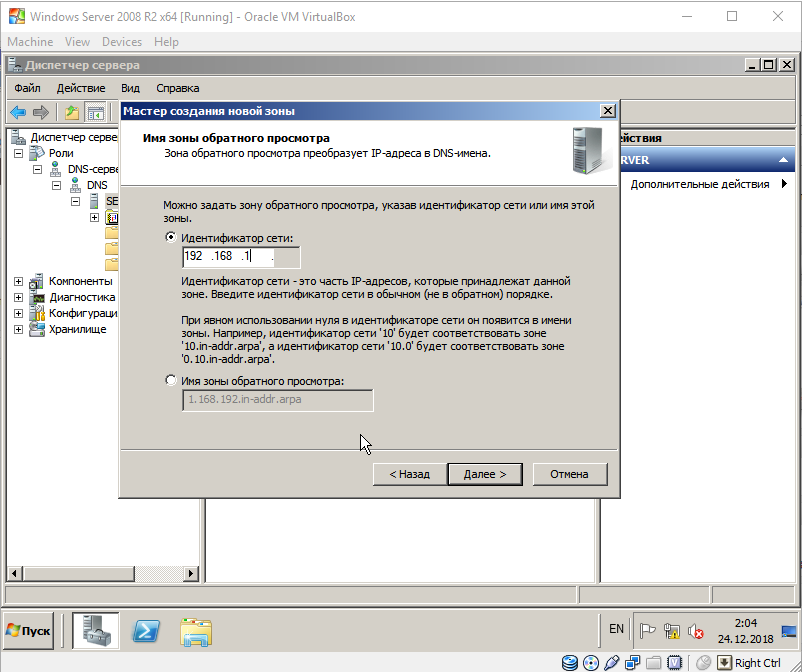 Windows Server 2008 R2 x64 [Running] - Oracle VM VirtualBox
Machine View Devices Help
Диспетчер сервера
Файл Действие Вид Справка
Мастер создания новой зоны
Имя зоны обратного просмотра
Зона обратного просмотра преобразует IP-адреса в DNS-имена.
Можно задать зону обратного просмотра, указав идентификатор сети или имя этой
зоны.
Идентификатор сети:
192 .168 .1 .
Идентификатор сети - это часть IP-адресов, которые принадлежат данной
зоне. Введите идентификатор сети в обычном (не в обратном) порядке.
При явном использовании нуля в идентификаторе сети он появится в имени
зоны. Например, идентификатор сети '10' будет соответствовать зоне
'10.in-addr.arpa', а идентификатор сети '10.0' будет соответствовать зоне
'0.10.in-addr.arpa'.
Имя зоны обратного просмотра:
1.168.192.in-addr.arpa
< Назад Далее > Отмена
Диспетчер серве
Роли
DNS-серве
DNS
SE
Компоненты
Диагностика
Конфигураци
Хранилище
йствия
RVER
Дополнительные действия
Пуск
EN
2:04
24.12.2018
Right Ctrl